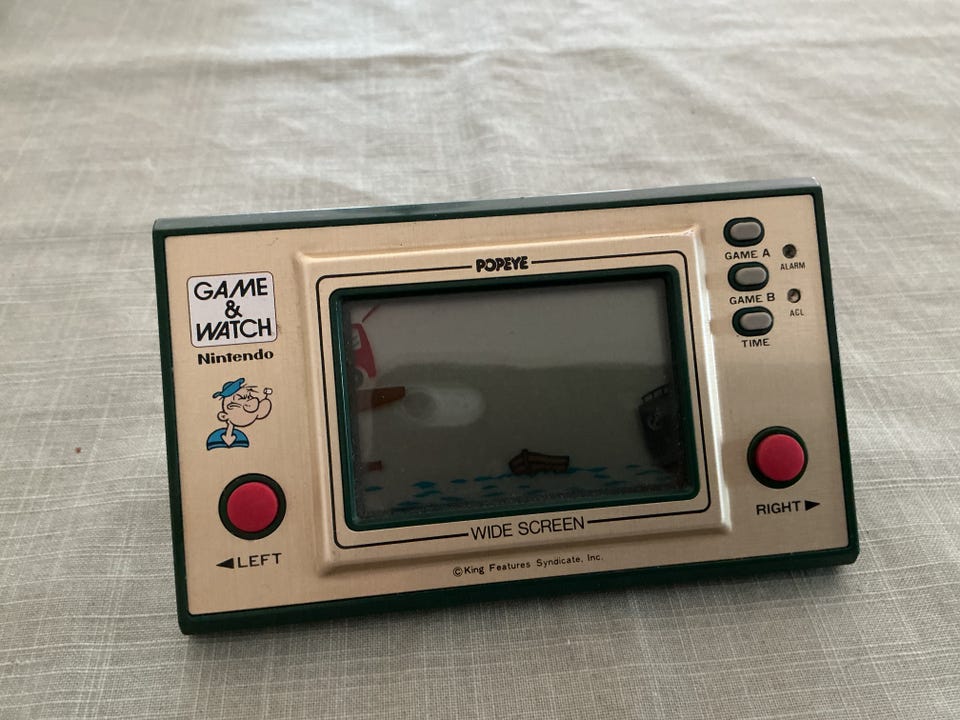 GAME
&
WATCH
Nintendo
◄LEFT
POPEYE
WIDE SCREEN
©King Features Syndicate, Inc.
GAME A
ALARM
GAME B
ACL
TIME
RIGHT►